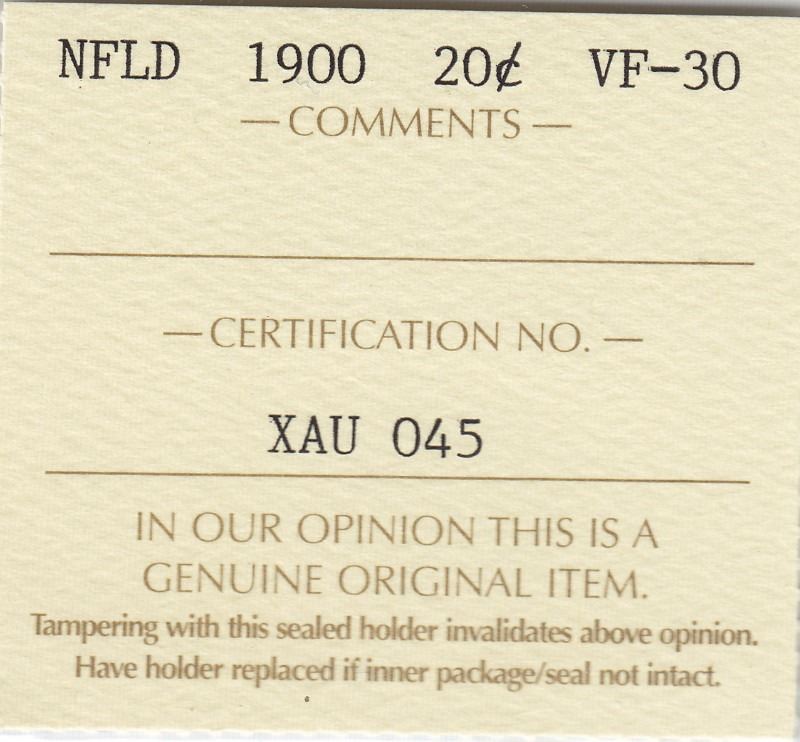 NFLD 1900 20¢ VF-30
— COMMENTS —
— CERTIFICATION NO. —
XAU 045
IN OUR OPINION THIS IS A
GENUINE ORIGINAL ITEM.
Tampering with this sealed holder invalidates above opinion.
Have holder replaced if inner package/seal not intact.